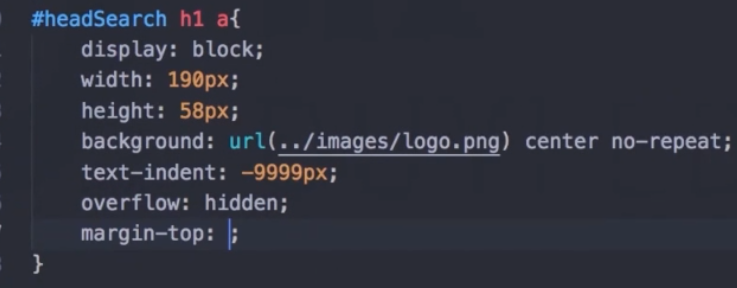 #headSearch h1 a{
    display: block;
    width: 190px;
    height: 58px;
    background: url(../images/logo.png) center no-repeat;
    text-indent: -9999px;
    overflow: hidden;
    margin-top: ;
}